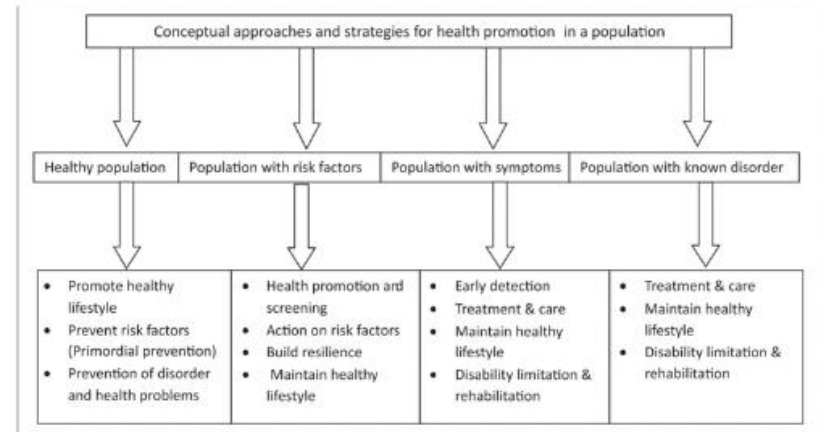 Conceptual approaches and strategies for health promotion in a population
Healthy population
Population with risk factors
Population with symptoms
Population with known disorder
• Promote healthy
lifestyle
• Prevent risk factors
(Primordial prevention)
• Prevention of disorder
and health problems
• Health promotion and
screening
• Action on risk factors
• Build resilience
• Maintain healthy
lifestyle
• Early detection
• Treatment & care
• Maintain healthy
lifestyle
• Disability limitation &
rehabilitation
• Treatment & care
• Maintain healthy
lifestyle
• Disability limitation &
rehabilitation